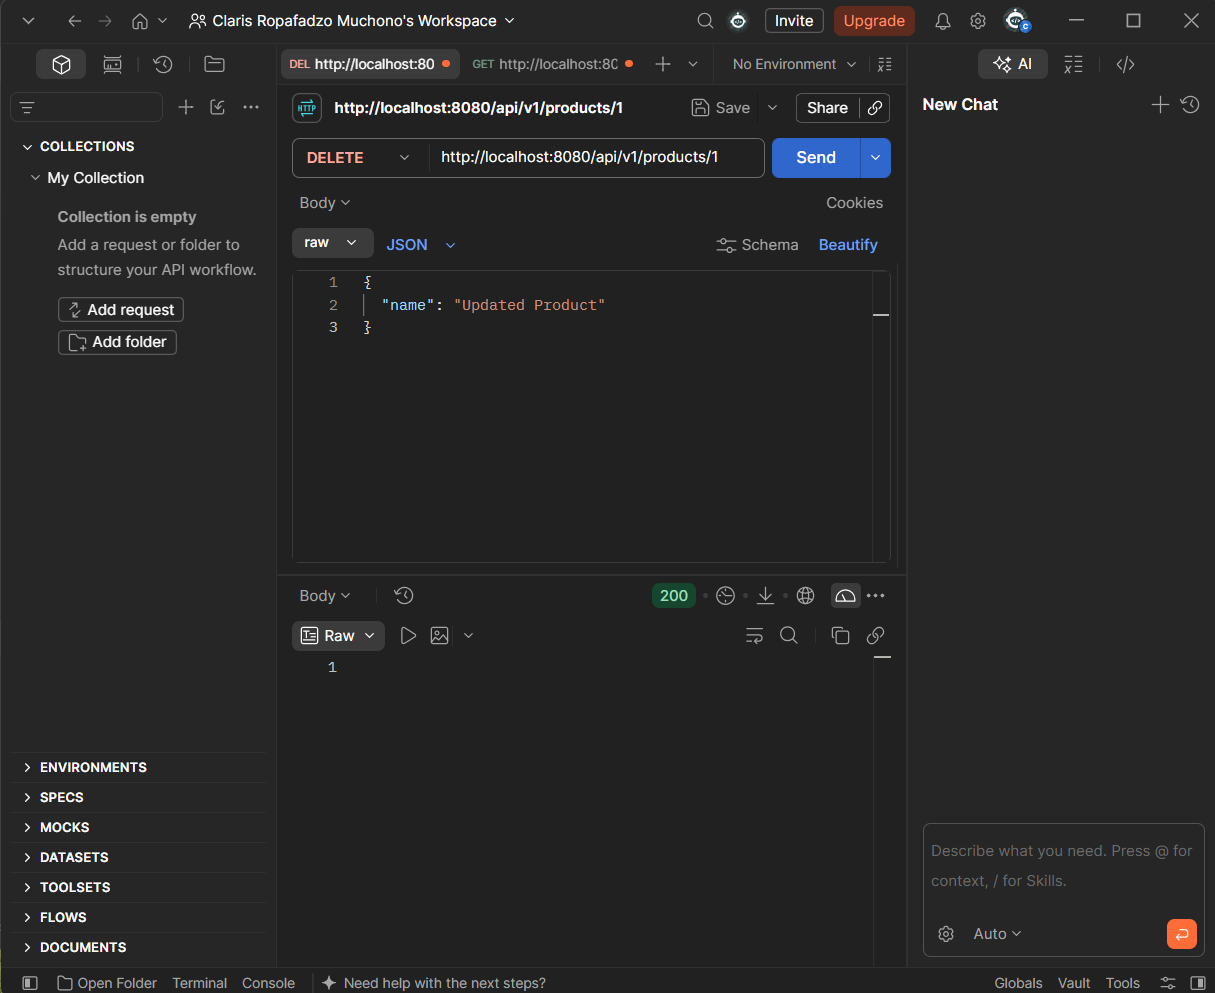 Claris Ropafadzo Muchono's Workspace
Invite
Upgrade
C
DEL http://localhost:80
GET http://localhost:80
No Environment
AI
HTTP
http://localhost:8080/api/v1/products/1
Save
Share
New Chat
COLLECTIONS
My Collection
Collection is empty
Add a request or folder to
structure your API workflow.
Add request
Add folder
DELETE
http://localhost:8080/api/v1/products/1
Send
Body
Cookies
raw
JSON
Schema
Beautify
1 {
2 "name": "Updated Product"
3 }
Body
200
Raw
1
ENVIRONMENTS
SPECS
MOCKS
DATASETS
TOOLSETS
FLOWS
DOCUMENTS
Describe what you need. Press @ for
context, / for Skills.
Auto
Open Folder
Terminal
Console
Need help with the next steps?
Globals
Vault
Tools